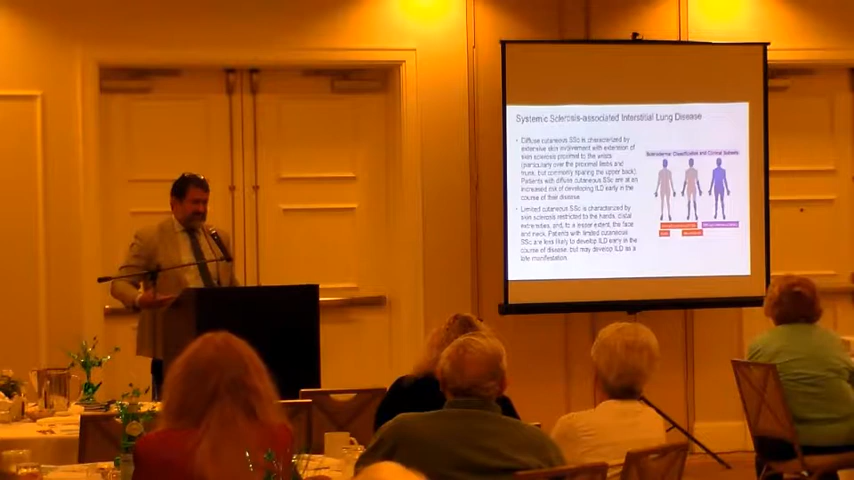 Systemic Sclerosis-associated Interstitial Lung Disease
• Diffuse cutaneous SSc is characterized by
extensive skin involvement with extension of
skin sclerosis proximal to the wrists
(particularly over the proximal limbs and
trunk, but commonly sparing the upper back).
Patients with diffuse cutaneous SSc are at an
increased risk of developing ILD early in the
course of their disease.
• Limited cutaneous SSc is characterized by
skin sclerosis restricted to the hands, distal
extremities, and, to a lesser extent, the face
and neck. Patients with limited cutaneous
SSc are less likely to develop ILD early in the
course of disease, but may develop ILD as a
late manifestation.
Scleroderma: Classification and Clinical Subsets